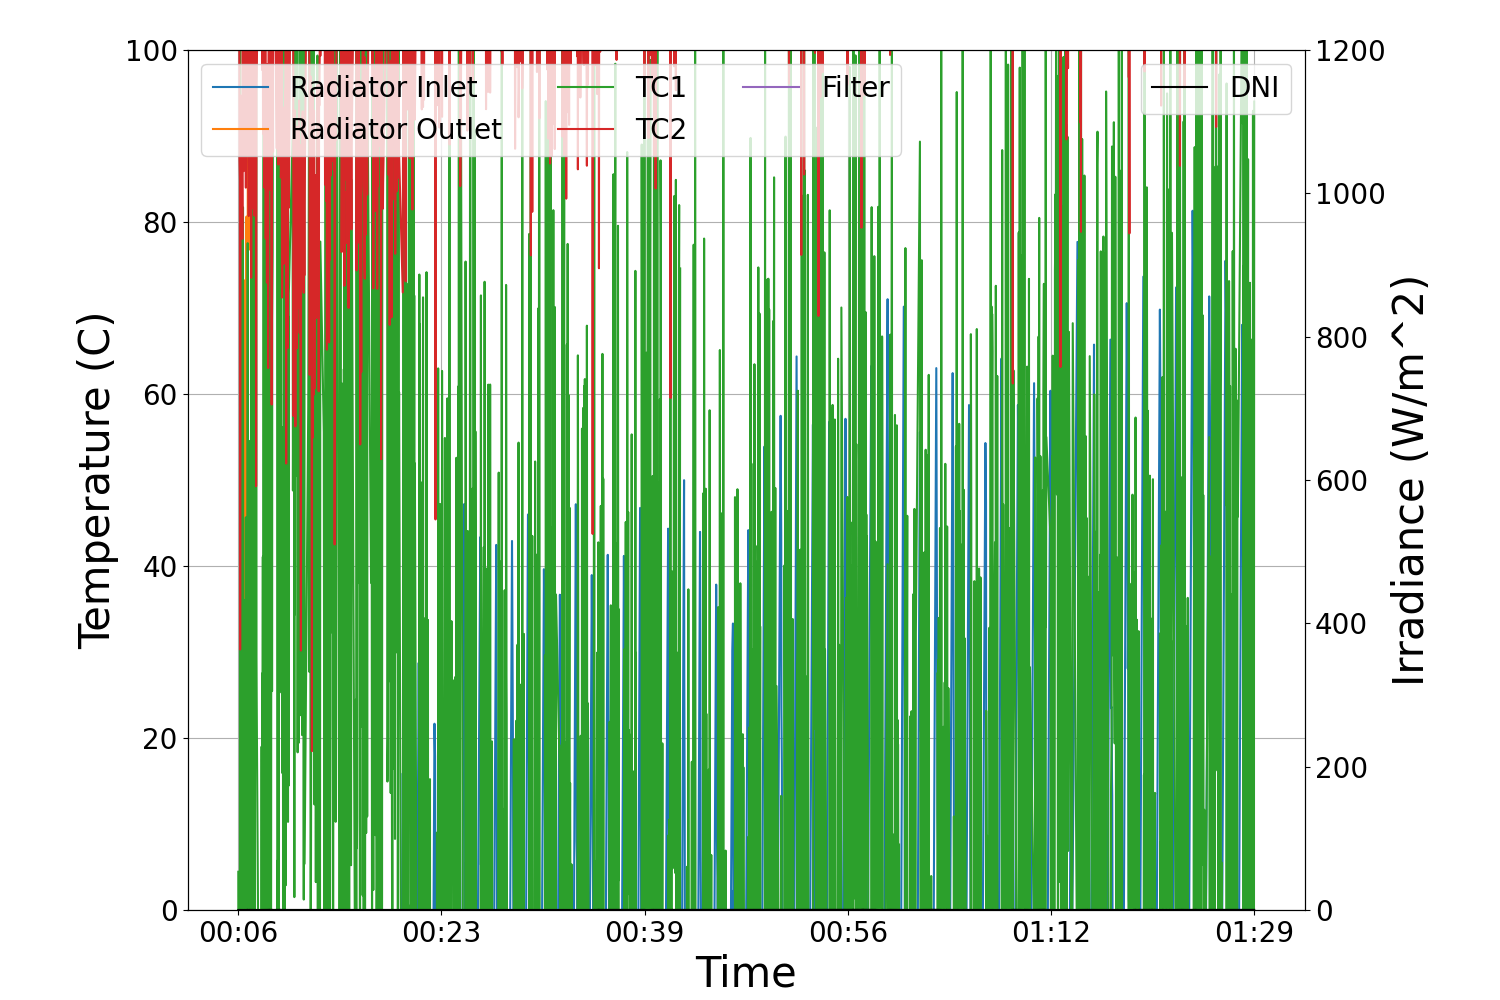 100
80
60
40
20
0
Temperature (C)
Radiator Inlet
Radiator Outlet
TC1
TC2
Filter
DNI
1200
1000
800
600
400
200
0
Irradiance (W/m^2)
00:06
00:23
00:39
00:56
01:12
01:29
Time